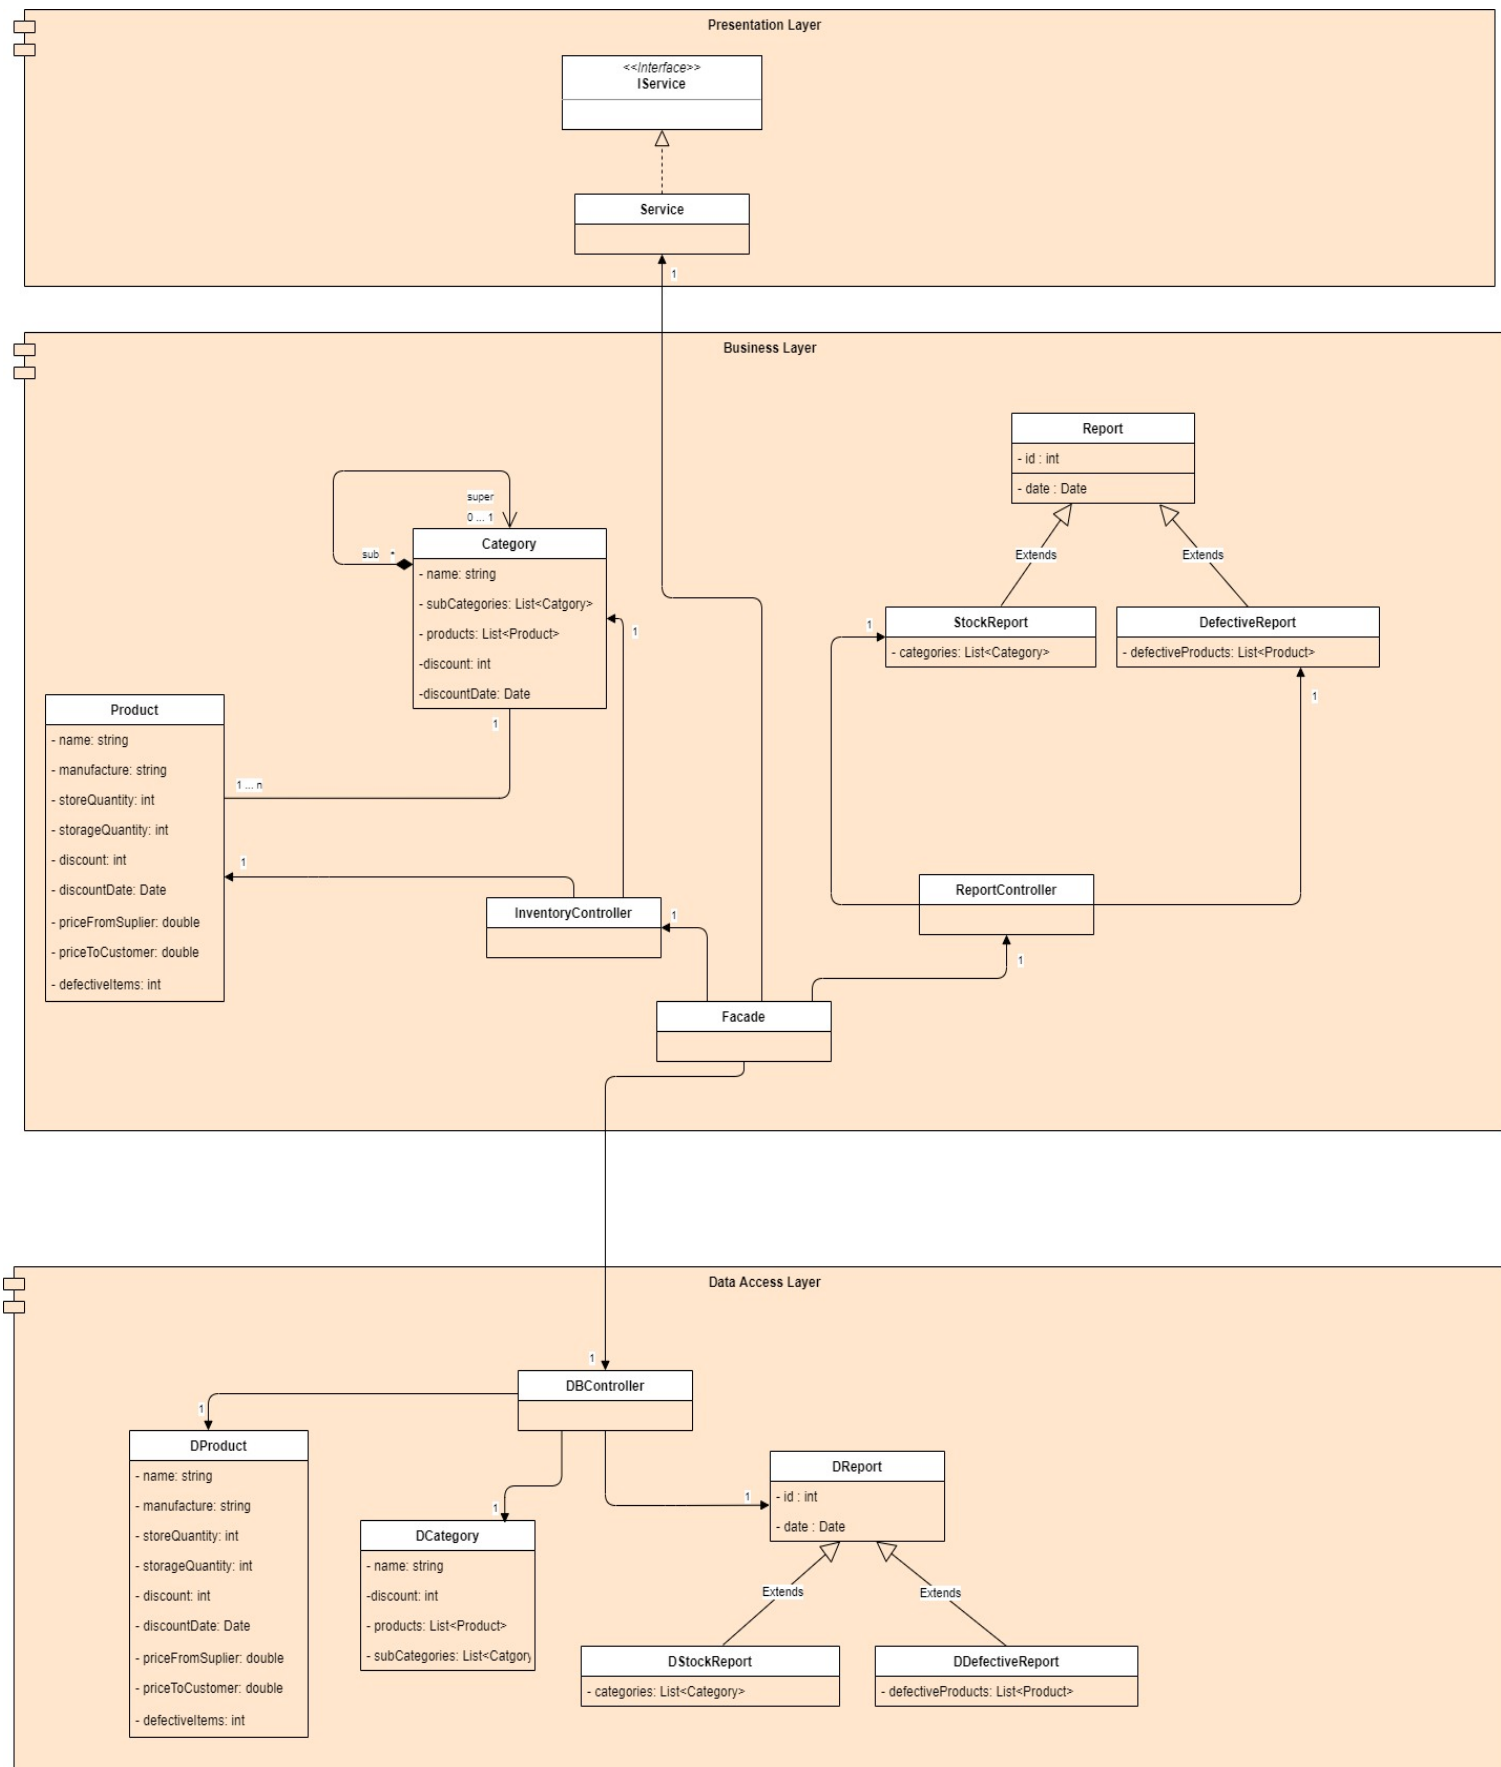 Presentation Layer
<<Interface>>
IService
Service
1
Business Layer
Report
- id : int
- date : Date
super
0 ... 1
sub *
Category
- name: string
- subCategories: List<Catgory>
- products: List<Product>
-discount: int
-discountDate: Date
1
1
Extends
Extends
StockReport
- categories: List<Category>
1
DefectiveReport
- defectiveProducts: List<Product>
1
Product
- name: string
- manufacture: string
- storeQuantity: int
- storageQuantity: int
- discount: int
- discountDate: Date
- priceFromSuplier: double
- priceToCustomer: double
- defectiveItems: int
1 ... n
1
InventoryController
1
ReportController
1
Facade
Data Access Layer
1
DBController
1
DProduct
- name: string
- manufacture: string
- storeQuantity: int
- storageQuantity: int
- discount: int
- discountDate: Date
- priceFromSuplier: double
- priceToCustomer: double
- defectiveItems: int
1
DCategory
- name: string
-discount: int
- products: List<Product>
- subCategories: List<Catgory
1
DReport
- id : int
- date : Date
Extends
Extends
DStockReport
- categories: List<Category>
DDefectiveReport
- defectiveProducts: List<Product>